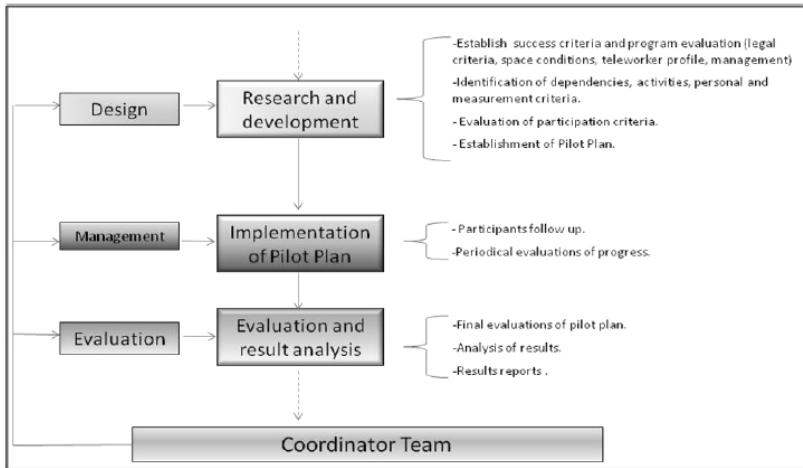 -Establish success criteria and program evaluation (legal
criteria, space conditions, teleworker profile, management)
-Identification of dependencies, activities, personal and
measurement criteria.
- Evaluation of participation criteria.
- Establishment of Pilot Plan.
Design
Research and
development
Management
Implementation
of Pilot Plan
- Participants follow up.
-Periodical evaluations of progress.
Evaluation
Evaluation and
result analysis
-Final evaluations of pilot plan.
-Analysis of results.
-Results reports .
Coordinator Team